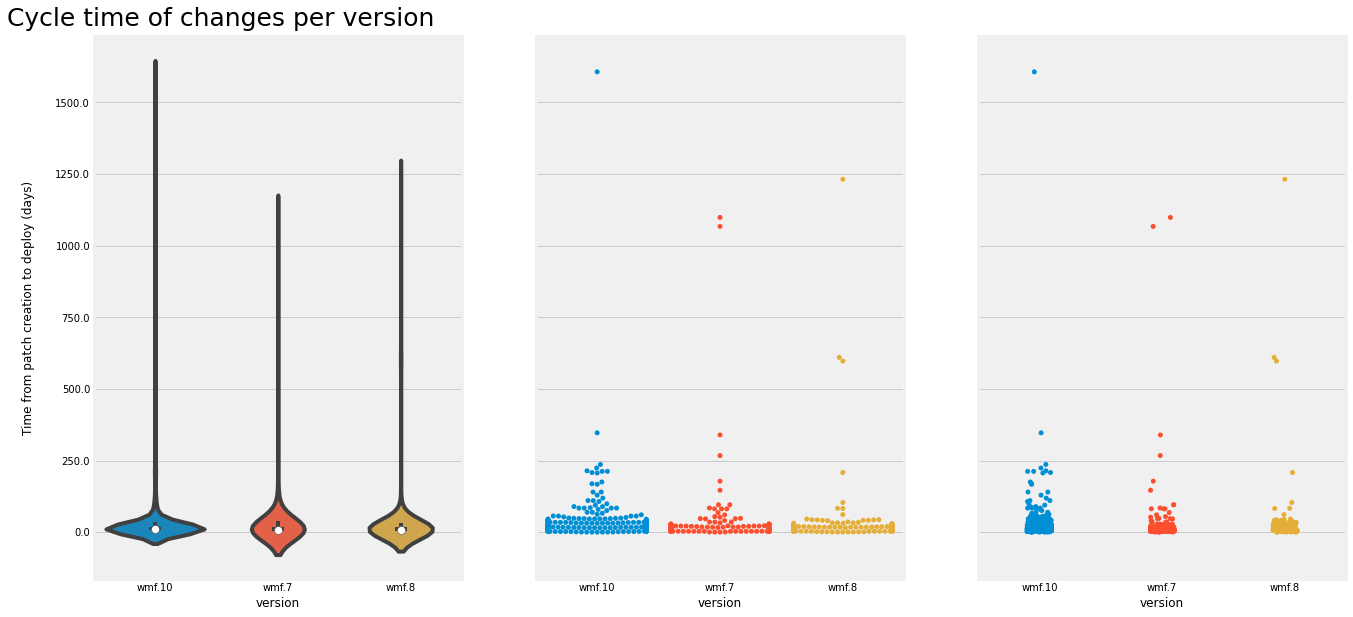 Cycle time of changes per version
Time from patch creation to deploy (days)
1500.0
1250.0
1000.0
750.0
500.0
250.0
0.0
wmf.10 wmf.7 wmf.8
version
wmf.10 wmf.7 wmf.8
version
wmf.10 wmf.7 wmf.8
version